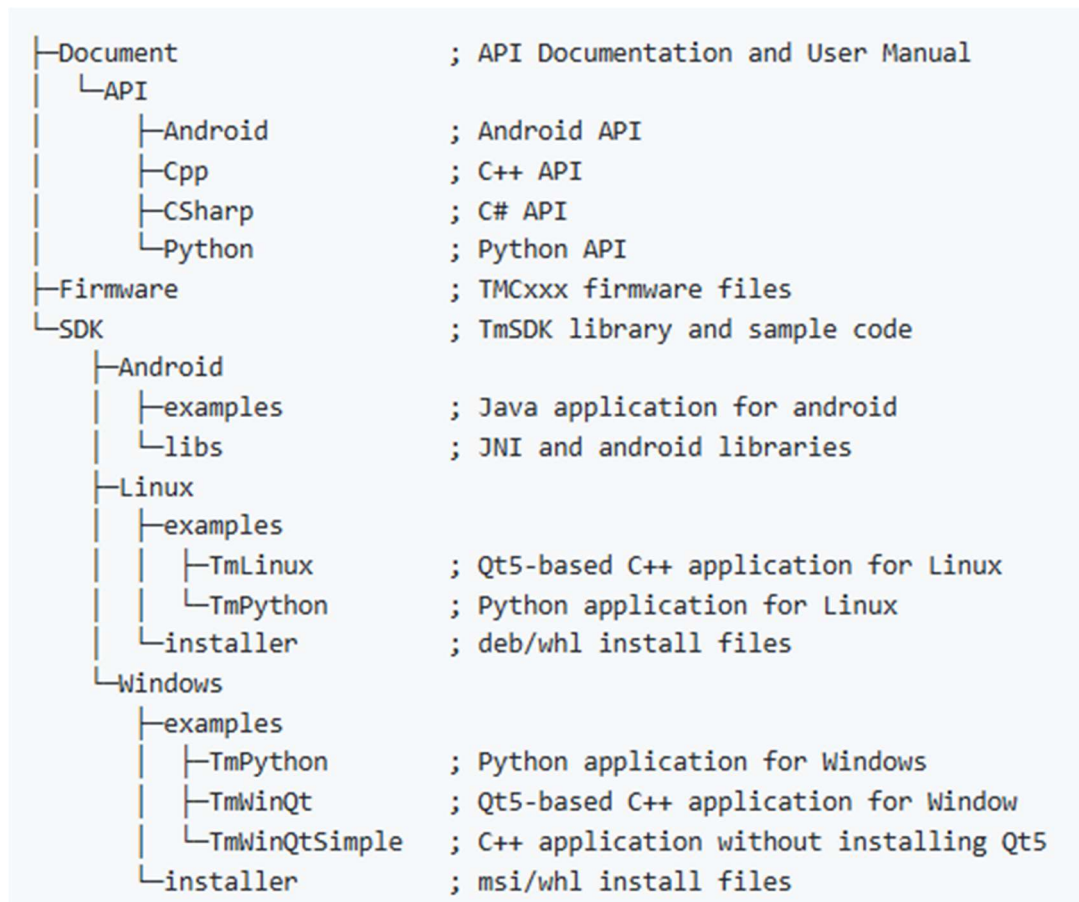 ├─Document ; API Documentation and User Manual
│ └─API
│ ├─Android ; Android API
│ ├─Cpp ; C++ API
│ ├─CSharp ; C# API
│ └─Python ; Python API
├─Firmware ; TMCxxx firmware files
└─SDK ; TmSDK library and sample code
├─Android
│ ├─examples ; Java application for android
│ └─libs ; JNI and android libraries
├─Linux
│ ├─examples
│ │ ├─TmLinux ; Qt5-based C++ application for Linux
│ │ └─TmPython ; Python application for Linux
│ └─installer ; deb/whl install files
└─Windows
├─examples
│ ├─TmPython ; Python application for Windows
│ ├─TmWinQt ; Qt5-based C++ application for Window
│ └─TmWinQtSimple ; C++ application without installing Qt5
└─installer ; msi/whl install files